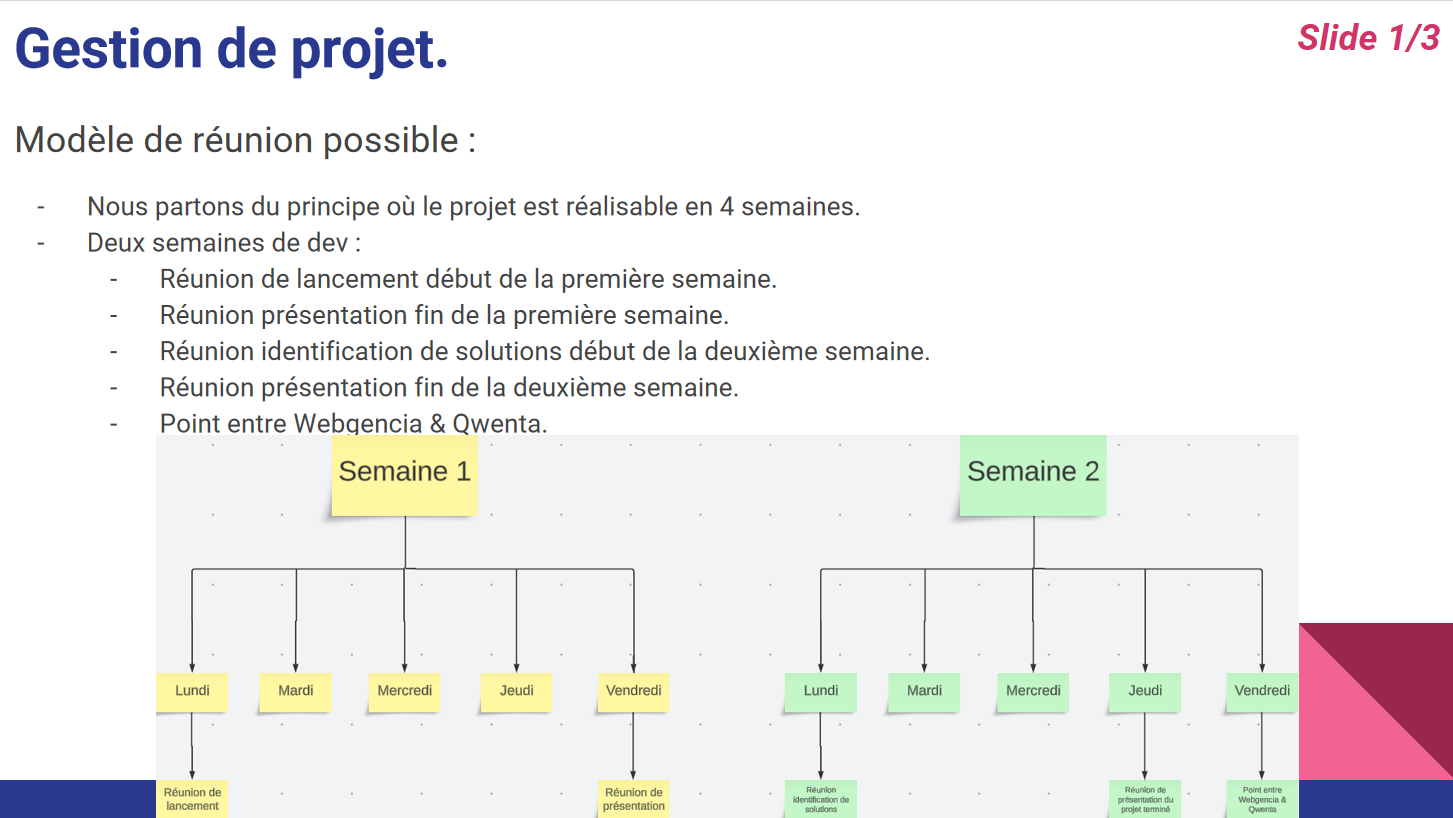 Gestion de projet.
Slide 1/3
Modèle de réunion possible :
- Nous partons du principe où le projet est réalisable en 4 semaines.
- Deux semaines de dev :
- Réunion de lancement début de la première semaine.
- Réunion présentation fin de la première semaine.
- Réunion identification de solutions début de la deuxième semaine.
- Réunion présentation fin de la deuxième semaine.
- Point entre Webgencia & Qwenta.
Semaine 1
Semaine 2
Lundi
Mardi
Mercredi
Jeudi
Vendredi
Lundi
Mardi
Mercredi
Jeudi
Vendredi
Réunion de
lancement
Réunion de
présentation
Réunion
identification de
solutions
Réunion de
présentation du
projet terminé
Point entre
Webgencia &
Qwenta